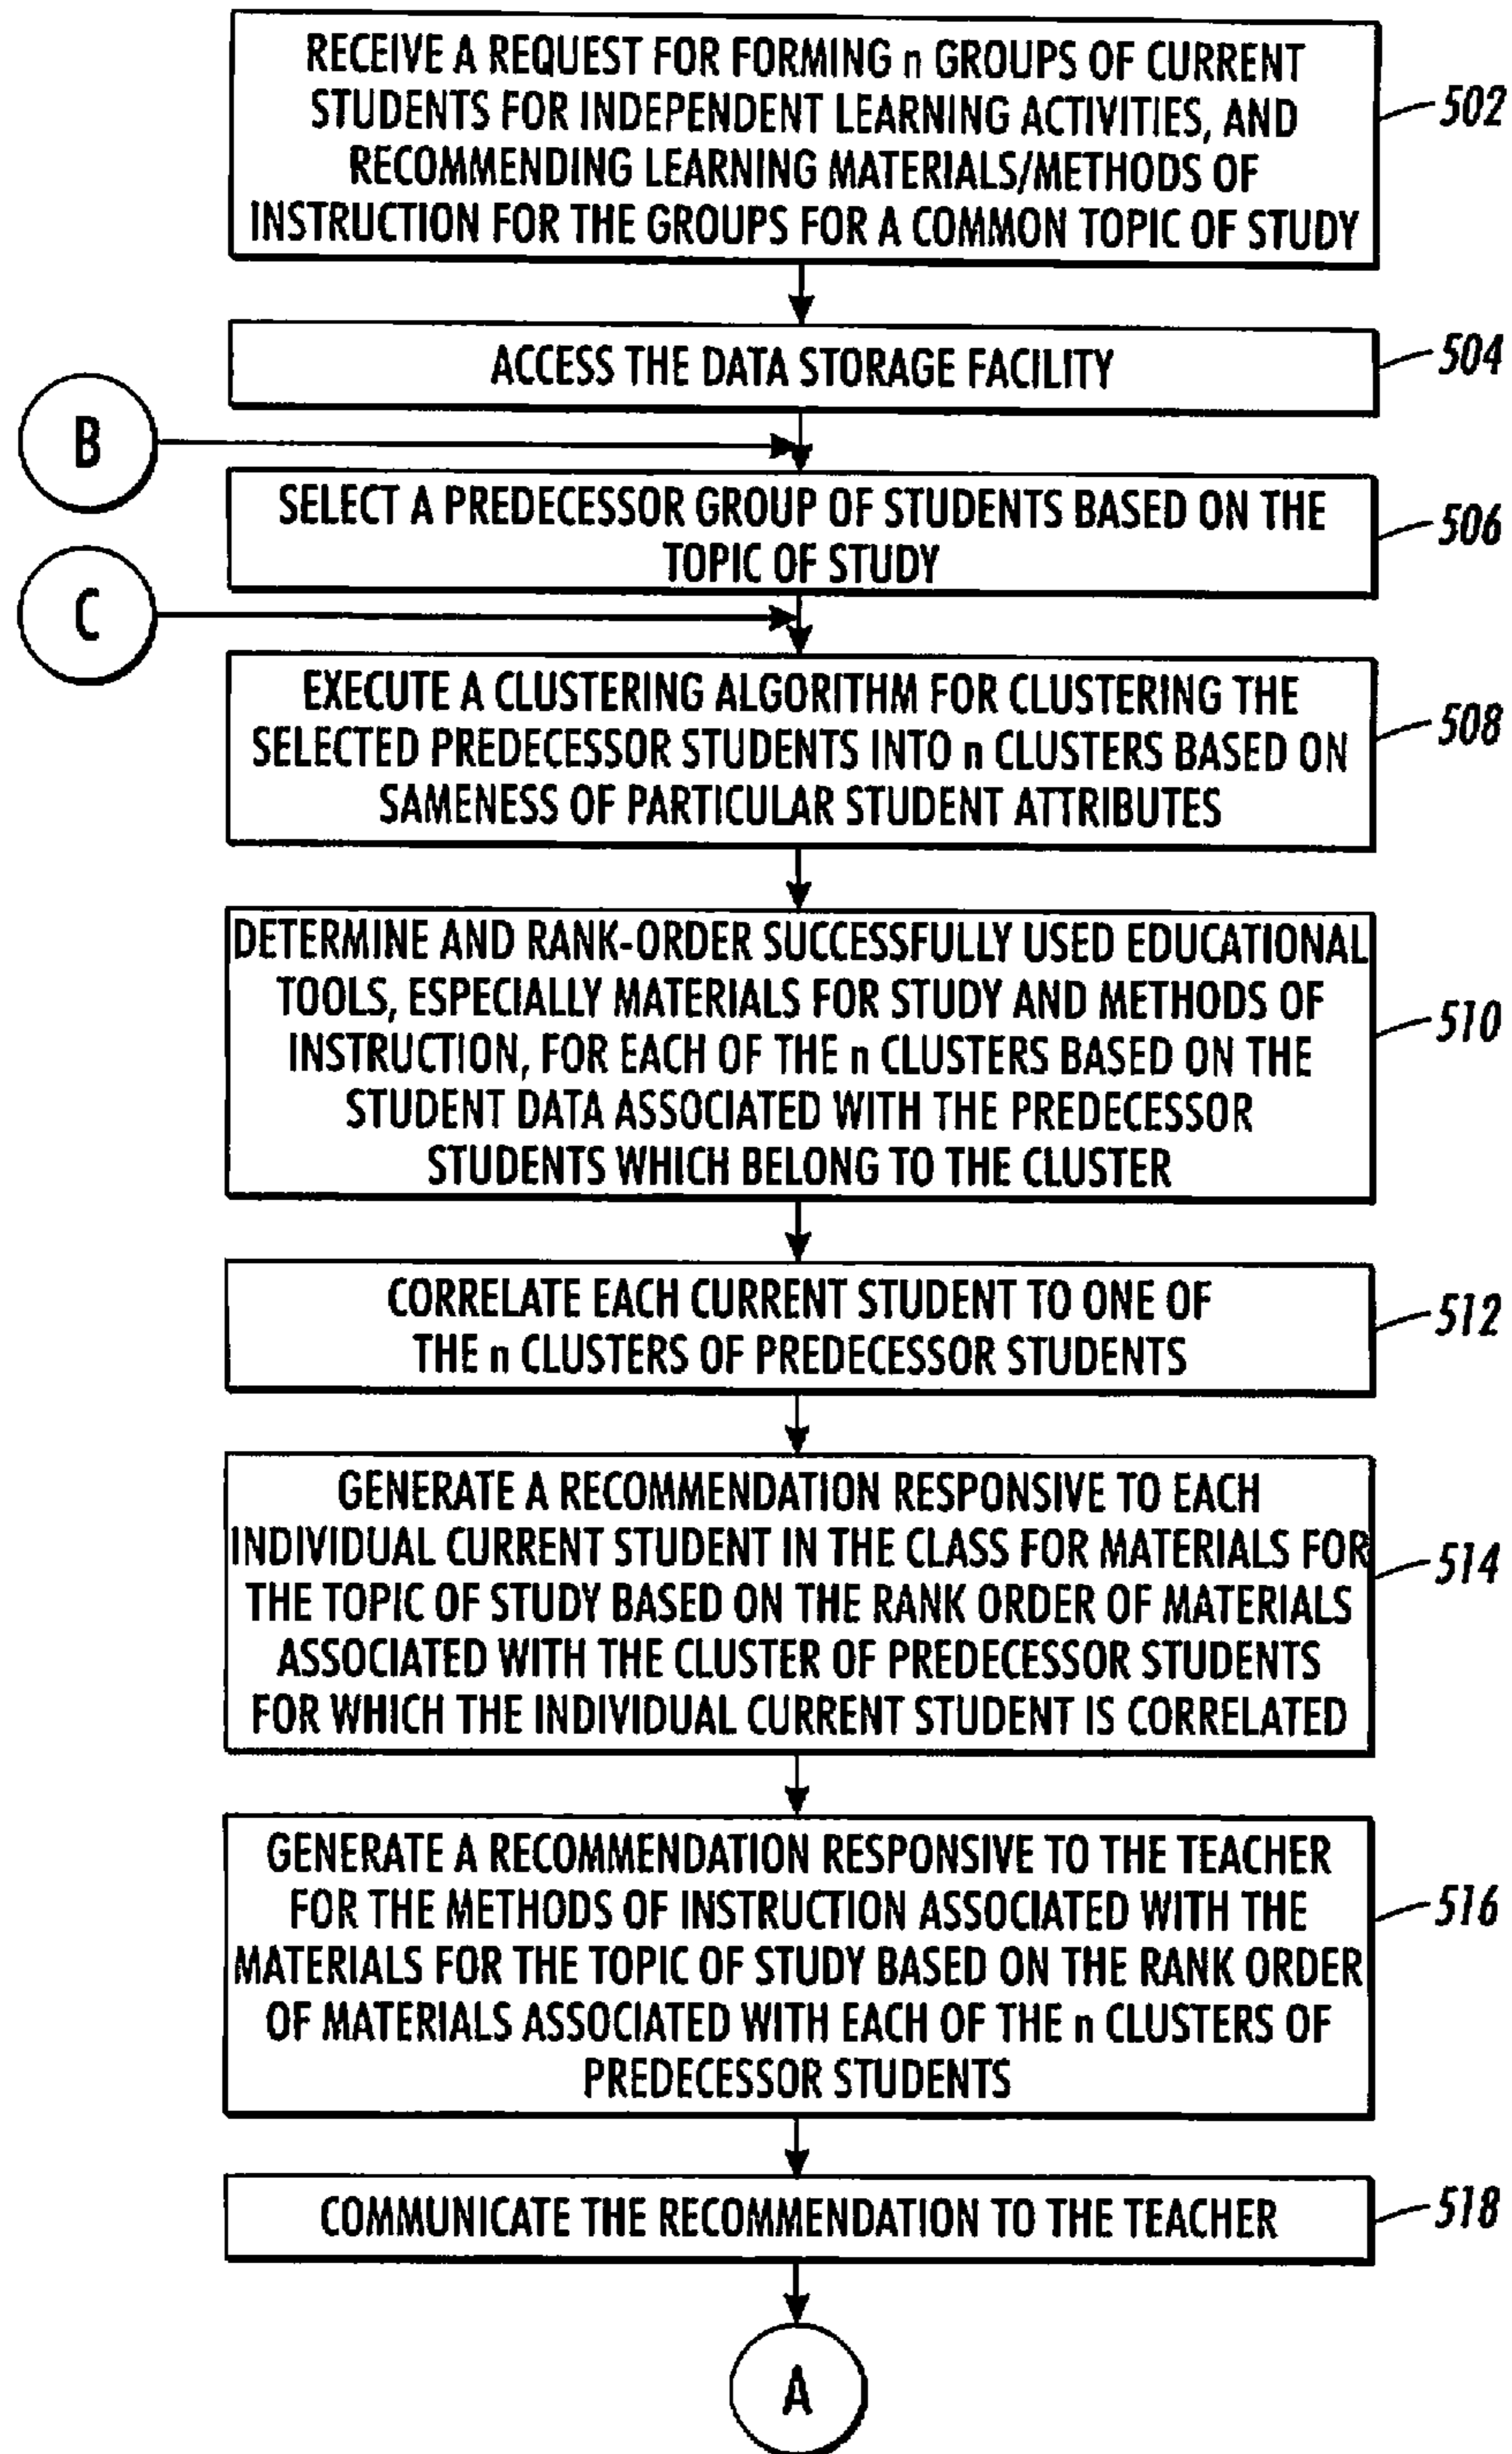 RECEIVE A REQUEST FOR FORMING n GROUPS OF CURRENT
STUDENTS FOR INDEPENDENT LEARNING ACTIVITIES, AND
RECOMMENDING LEARNING MATERIALS/METHODS OF
INSTRUCTION FOR THE GROUPS FOR A COMMON TOPIC OF STUDY
502
ACCESS THE DATA STORAGE FACILITY
504
B
SELECT A PREDECESSOR GROUP OF STUDENTS BASED ON THE
TOPIC OF STUDY
506
C
EXECUTE A CLUSTERING ALGORITHM FOR CLUSTERING THE
SELECTED PREDECESSOR STUDENTS INTO n CLUSTERS BASED ON
SAMENESS OF PARTICULAR STUDENT ATTRIBUTES
508
DETERMINE AND RANK-ORDER SUCCESSFULLY USED EDUCATIONAL
TOOLS, ESPECIALLY MATERIALS FOR STUDY AND METHODS OF
INSTRUCTION, FOR EACH OF THE n CLUSTERS BASED ON THE
STUDENT DATA ASSOCIATED WITH THE PREDECESSOR
STUDENTS WHICH BELONG TO THE CLUSTER
510
CORRELATE EACH CURRENT STUDENT TO ONE OF
THE n CLUSTERS OF PREDECESSOR STUDENTS
512
GENERATE A RECOMMENDATION RESPONSIVE TO EACH
INDIVIDUAL CURRENT STUDENT IN THE CLASS FOR MATERIALS FOR
THE TOPIC OF STUDY BASED ON THE RANK ORDER OF MATERIALS
ASSOCIATED WITH THE CLUSTER OF PREDECESSOR STUDENTS
FOR WHICH THE INDIVIDUAL CURRENT STUDENT IS CORRELATED
514
GENERATE A RECOMMENDATION RESPONSIVE TO THE TEACHER
FOR THE METHODS OF INSTRUCTION ASSOCIATED WITH THE
MATERIALS FOR THE TOPIC OF STUDY BASED ON THE RANK ORDER
OF MATERIALS ASSOCIATED WITH EACH OF THE n CLUSTERS OF
PREDECESSOR STUDENTS
516
COMMUNICATE THE RECOMMENDATION TO THE TEACHER
518
A